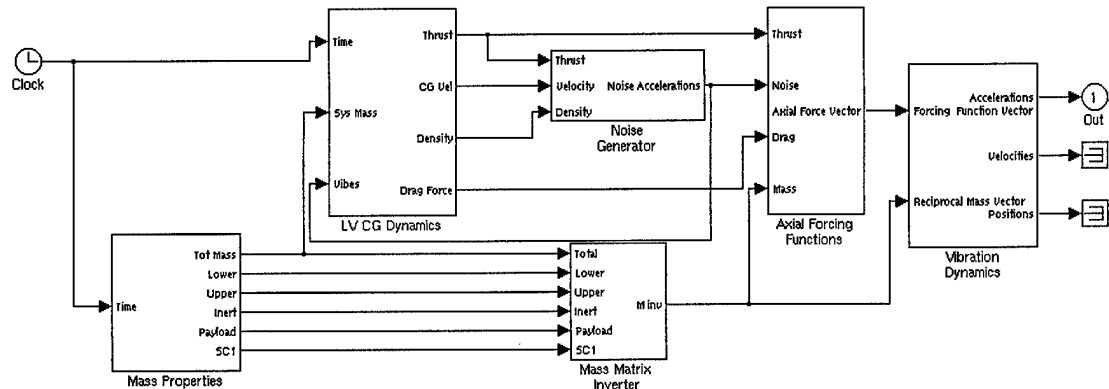 Clock
Time
Sys Mass
Vibes
Thrust
CG Vel
Density
Drag Force
LV CG Dynamics
Thrust
Velocity
Density
Noise Accelerations
Noise
Generator
Thrust
Noise
Axial Force Vector
Drag
Mass
Axial Forcing
Functions
Accelerations
Forcing Function Vector
Velocities
Reciprocal Mass Vector
Positions
Vibration
Dynamics
1
Out
Time
Tot Mass
Lower
Upper
Inert
Payload
SC1
Mass Properties
Total
Lower
Upper
Inert
Payload
SC1
M inv
Mass Matrix
Inverter